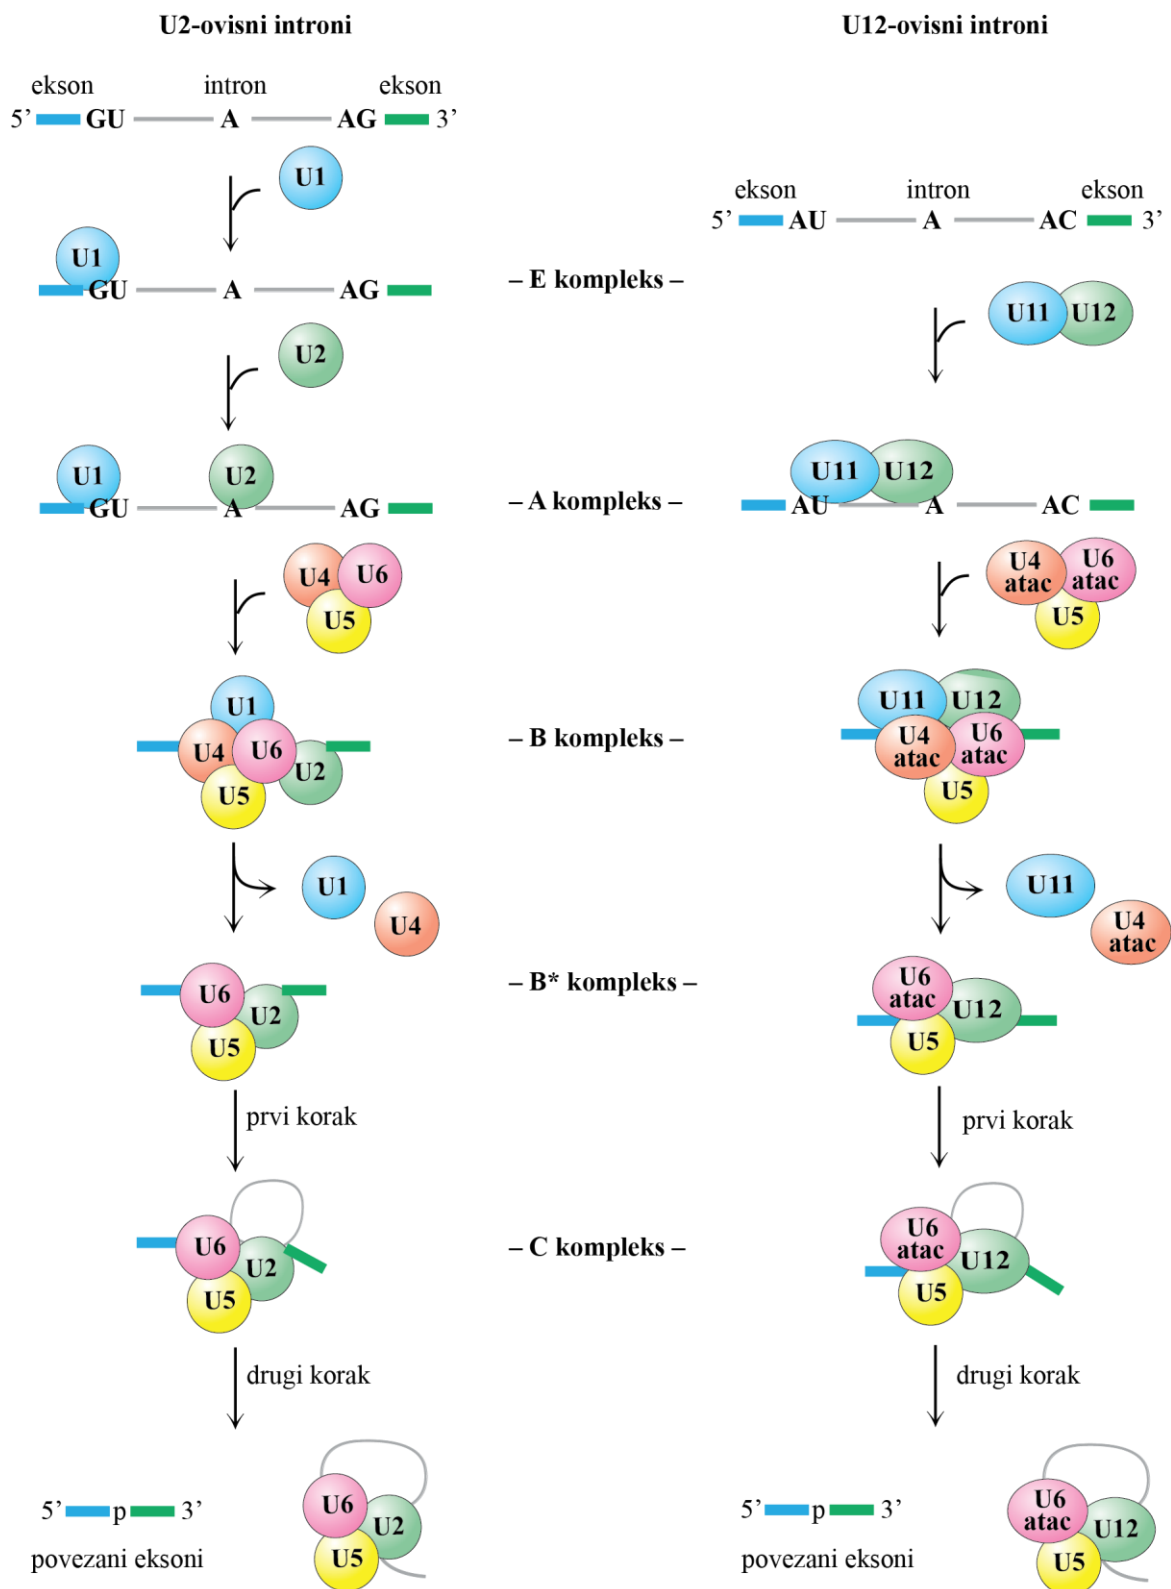 U2-ovisni introni
U12-ovisni introni
ekson intron ekson
5’ GU A AG 3’
U1
ekson intron ekson
5’ AU A AC 3’
U1
GU A AG
– E kompleks –
U11 U12
U2
U1 U2
GU A AG
– A kompleks –
U11 U12
AU A AC
U4 U6
U5
U4 atac
U6 atac
U5
U1
U4 U6 U2
U5
– B kompleks –
U11 U12
U4 atac
U6 atac
U5
U1
U4
U11
U4 atac
U6 U2
U5
– B* kompleks –
U6 atac
U12
U5
prvi korak
prvi korak
U6 U2
U5
– C kompleks –
U6 atac
U12
U5
drugi korak
drugi korak
5’ p 3’
povezani eksoni
U6 U2
U5
5’ p 3’
povezani eksoni
U6 atac
U12
U5